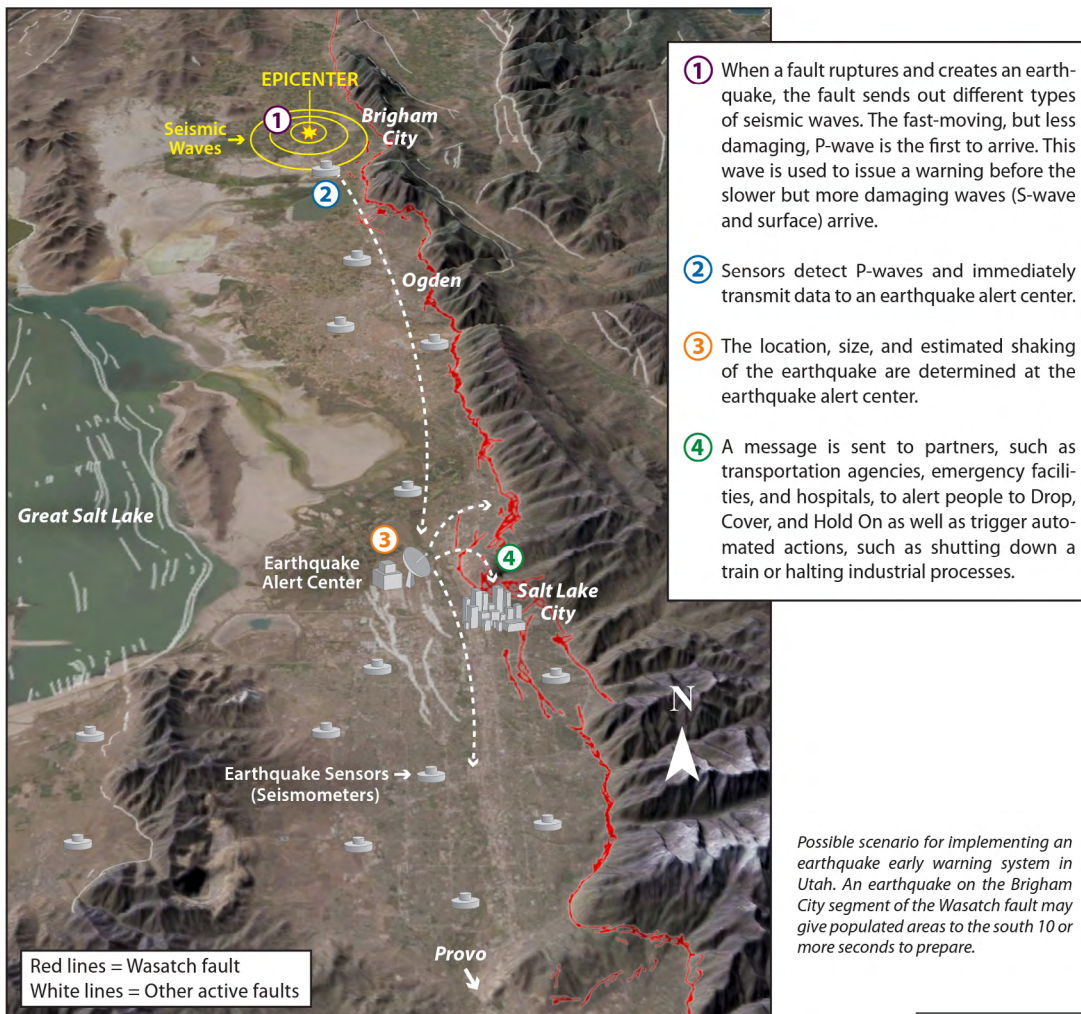 EPICENTER
1
Seismic
Waves
Brigham
City
2
Ogden
Great Salt Lake
3
Earthquake
Alert Center
4
Salt Lake
City
N
Earthquake Sensors
(Seismometers)
Provo
Red lines = Wasatch fault
White lines = Other active faults
1 When a fault ruptures and creates an earth-
quake, the fault sends out different types
of seismic waves. The fast-moving, but less
damaging, P-wave is the first to arrive. This
wave is used to issue a warning before the
slower but more damaging waves (S-wave
and surface) arrive.
2 Sensors detect P-waves and immediately
transmit data to an earthquake alert center.
3 The location, size, and estimated shaking
of the earthquake are determined at the
earthquake alert center.
4 A message is sent to partners, such as
transportation agencies, emergency facili-
ties, and hospitals, to alert people to Drop,
Cover, and Hold On as well as trigger auto-
mated actions, such as shutting down a
train or halting industrial processes.
Possible scenario for implementing an
earthquake early warning system in
Utah. An earthquake on the Brigham
City segment of the Wasatch fault may
give populated areas to the south 10 or
more seconds to prepare.